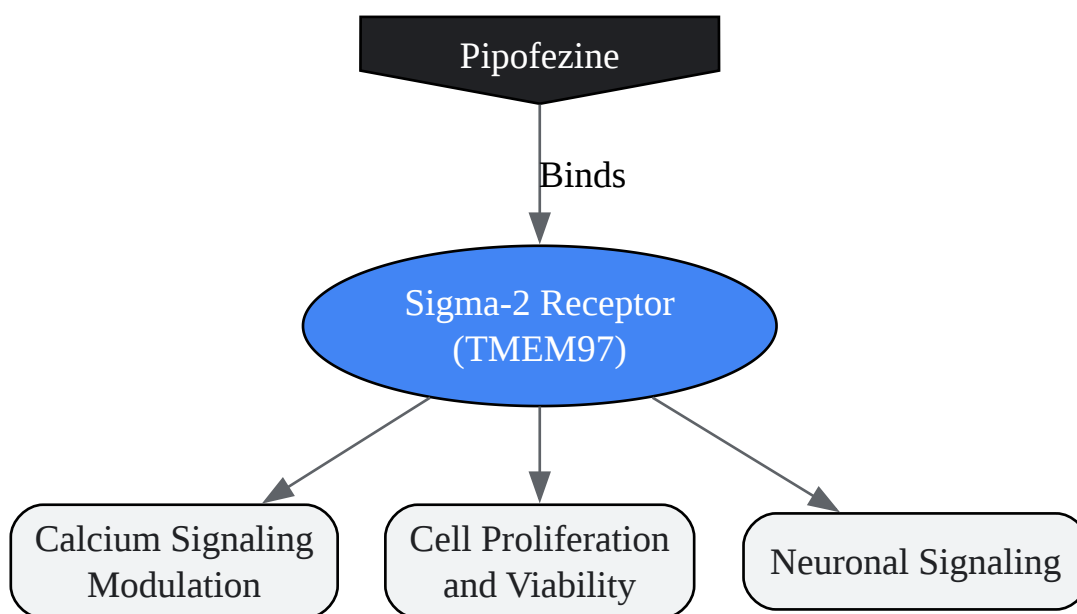 Pipofezine
Binds
Sigma-2 Receptor
(TMEM97)
Calcium Signaling
Modulation
Cell Proliferation
and Viability
Neuronal Signaling